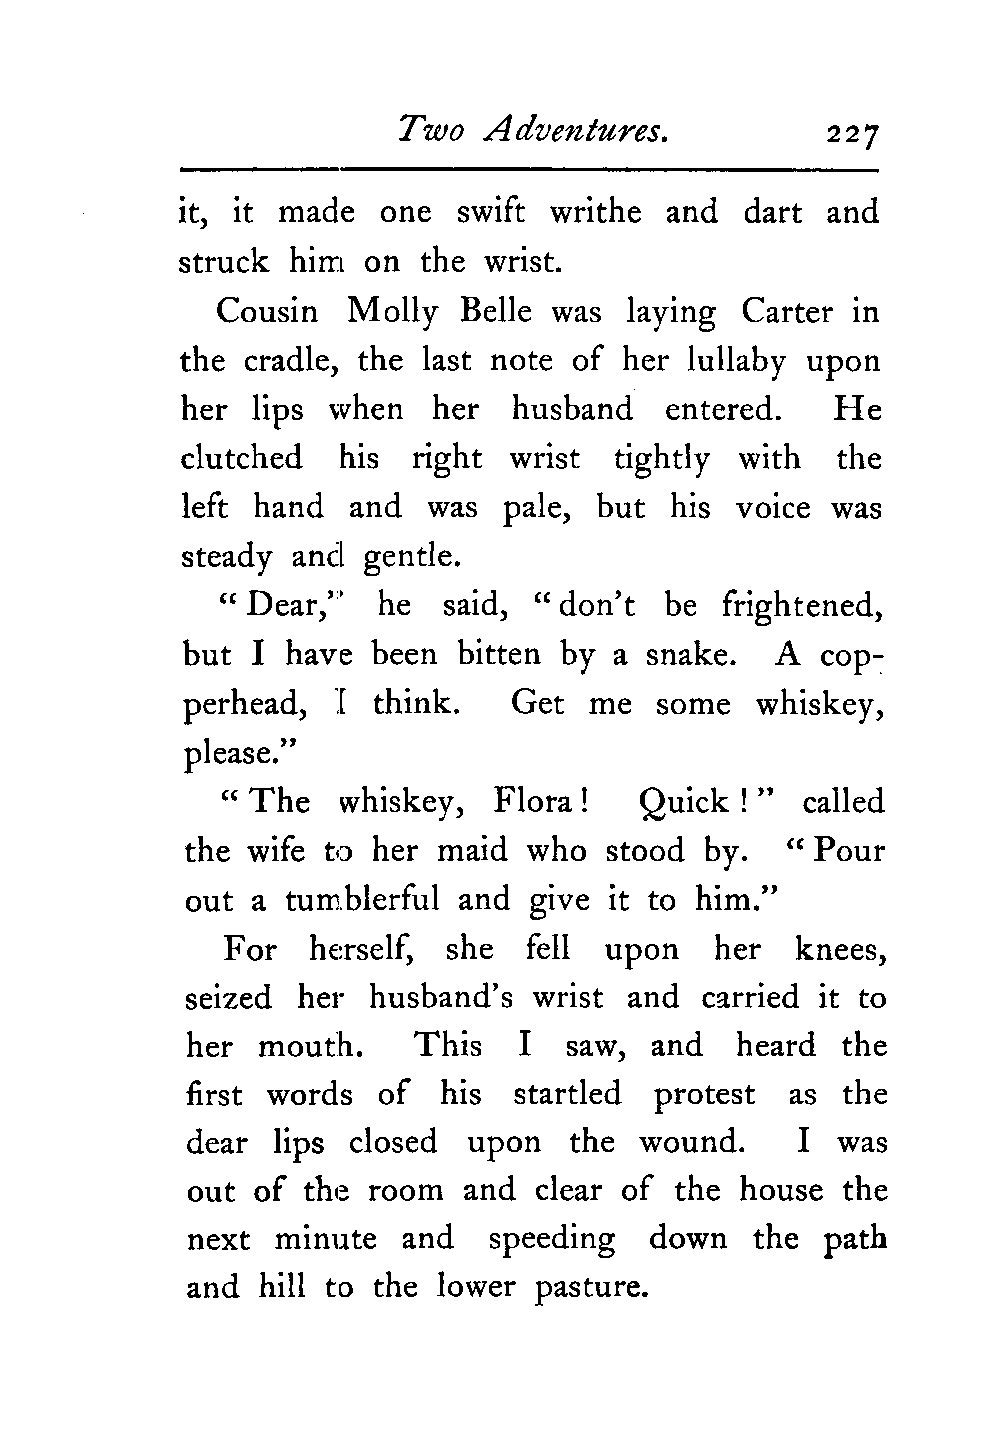 Two Adventures. 227
it, it made one swift writhe and dart and
struck him on the wrist.
Cousin Molly Belle was laying Carter in
the cradle, the last note of her lullaby upon
her lips when her husband entered. He
clutched his right wrist tightly with the
left hand and was pale, but his voice was
steady and gentle.
“ Dear,” he said, “ don’t be frightened,
but I have been bitten by a snake. A cop-
perhead, I think. Get me some whiskey,
please.”
“ The whiskey, Flora ! Quick ! ” called
the wife to her maid who stood by. “ Pour
out a tumblerful and give it to him.”
For herself, she fell upon her knees,
seized her husband’s wrist and carried it to
her mouth. This I saw, and heard the
first words of his startled protest as the
dear lips closed upon the wound. I was
out of the room and clear of the house the
next minute and speeding down the path
and hill to the lower pasture.